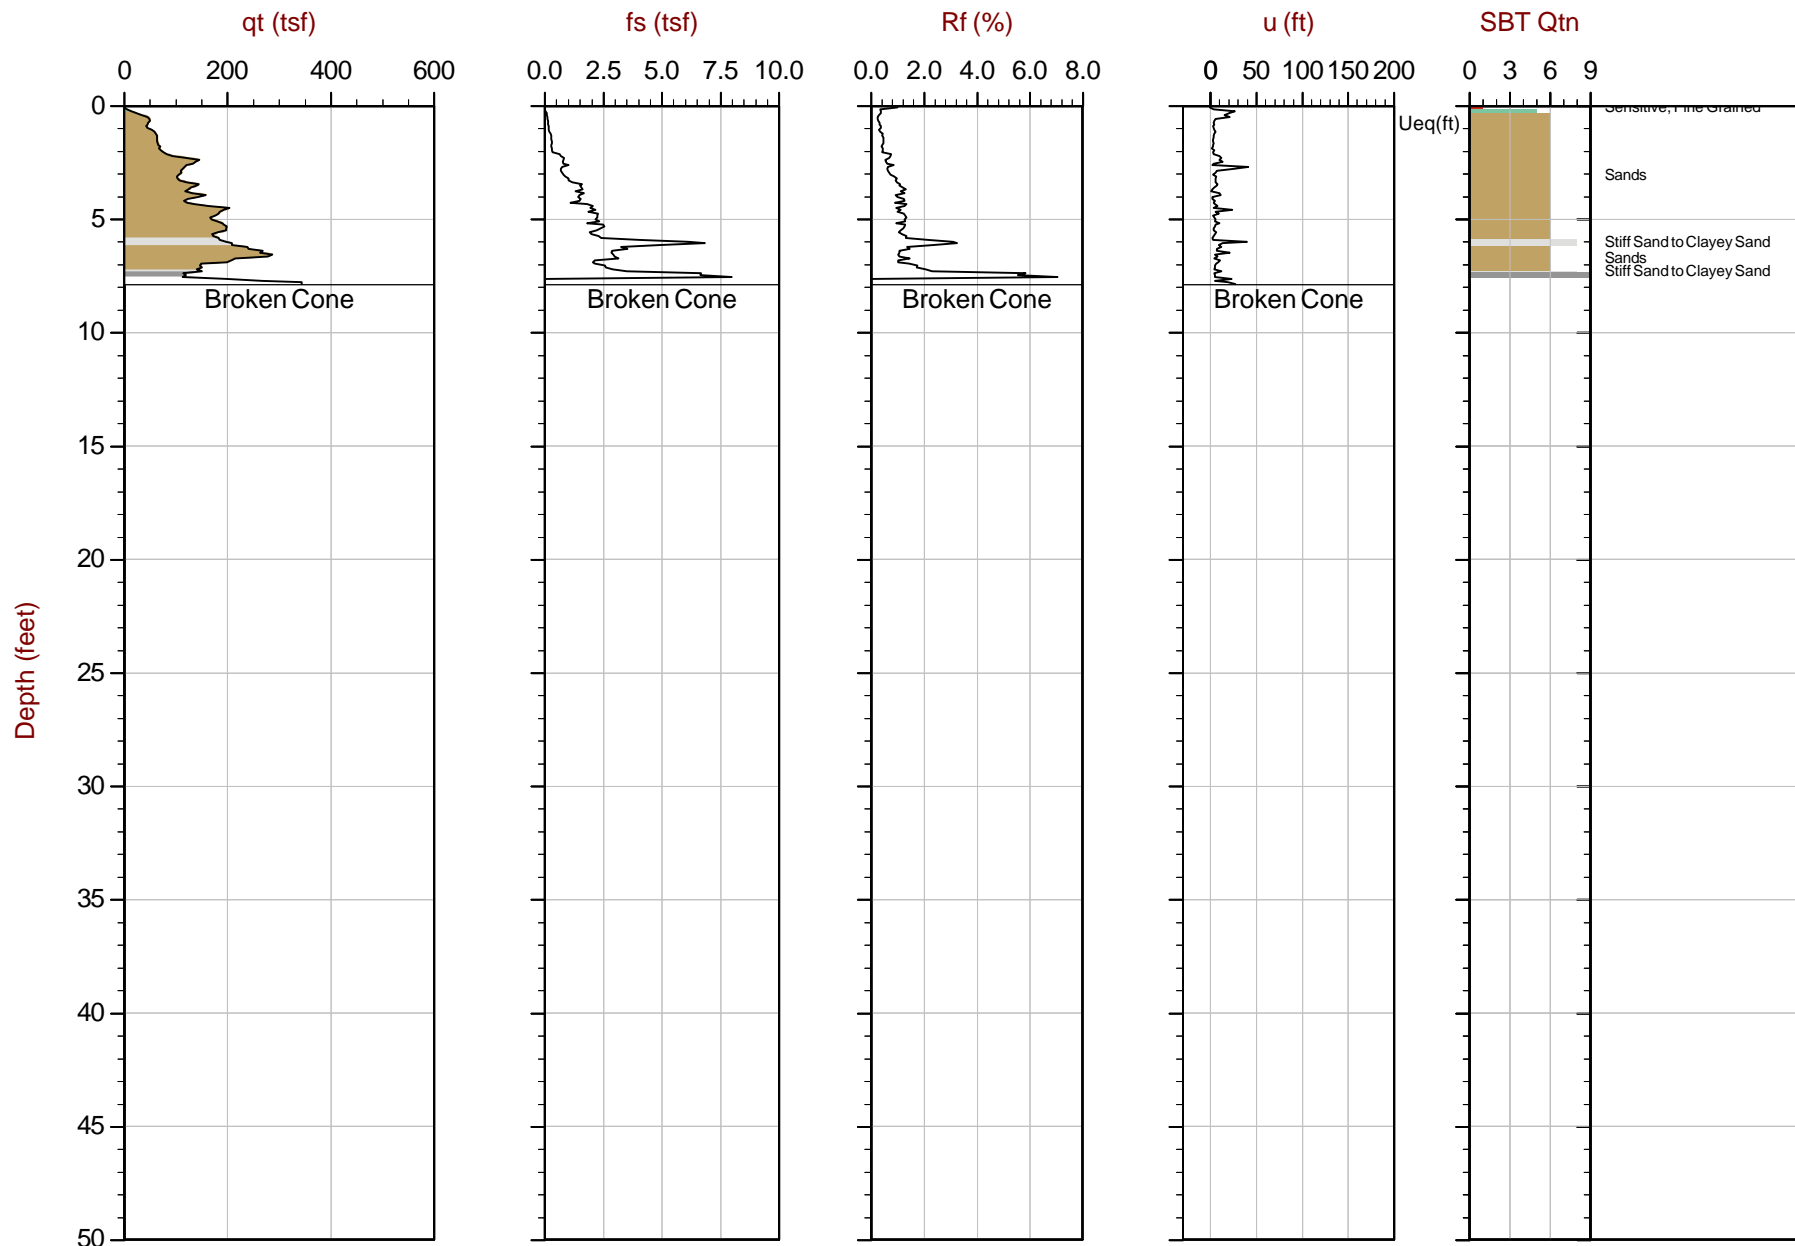 qt (tsf) fs (tsf) Rf (%) u (ft) SBT Qtn
0 200 400 600 0.0 2.5 5.0 7.5 10.0 0.0 2.0 4.0 6.0 8.0 0 50 100 150 200 0 3 6 9
0
Sensitive, Fine Grained
Ueq(ft)
Sands
5
Stiff Sand to Clayey Sand
Sands
Stiff Sand to Clayey Sand
Broken Cone Broken Cone Broken Cone Broken Cone
10
15
20
Depth (feet)
25
30
35
40
45
50